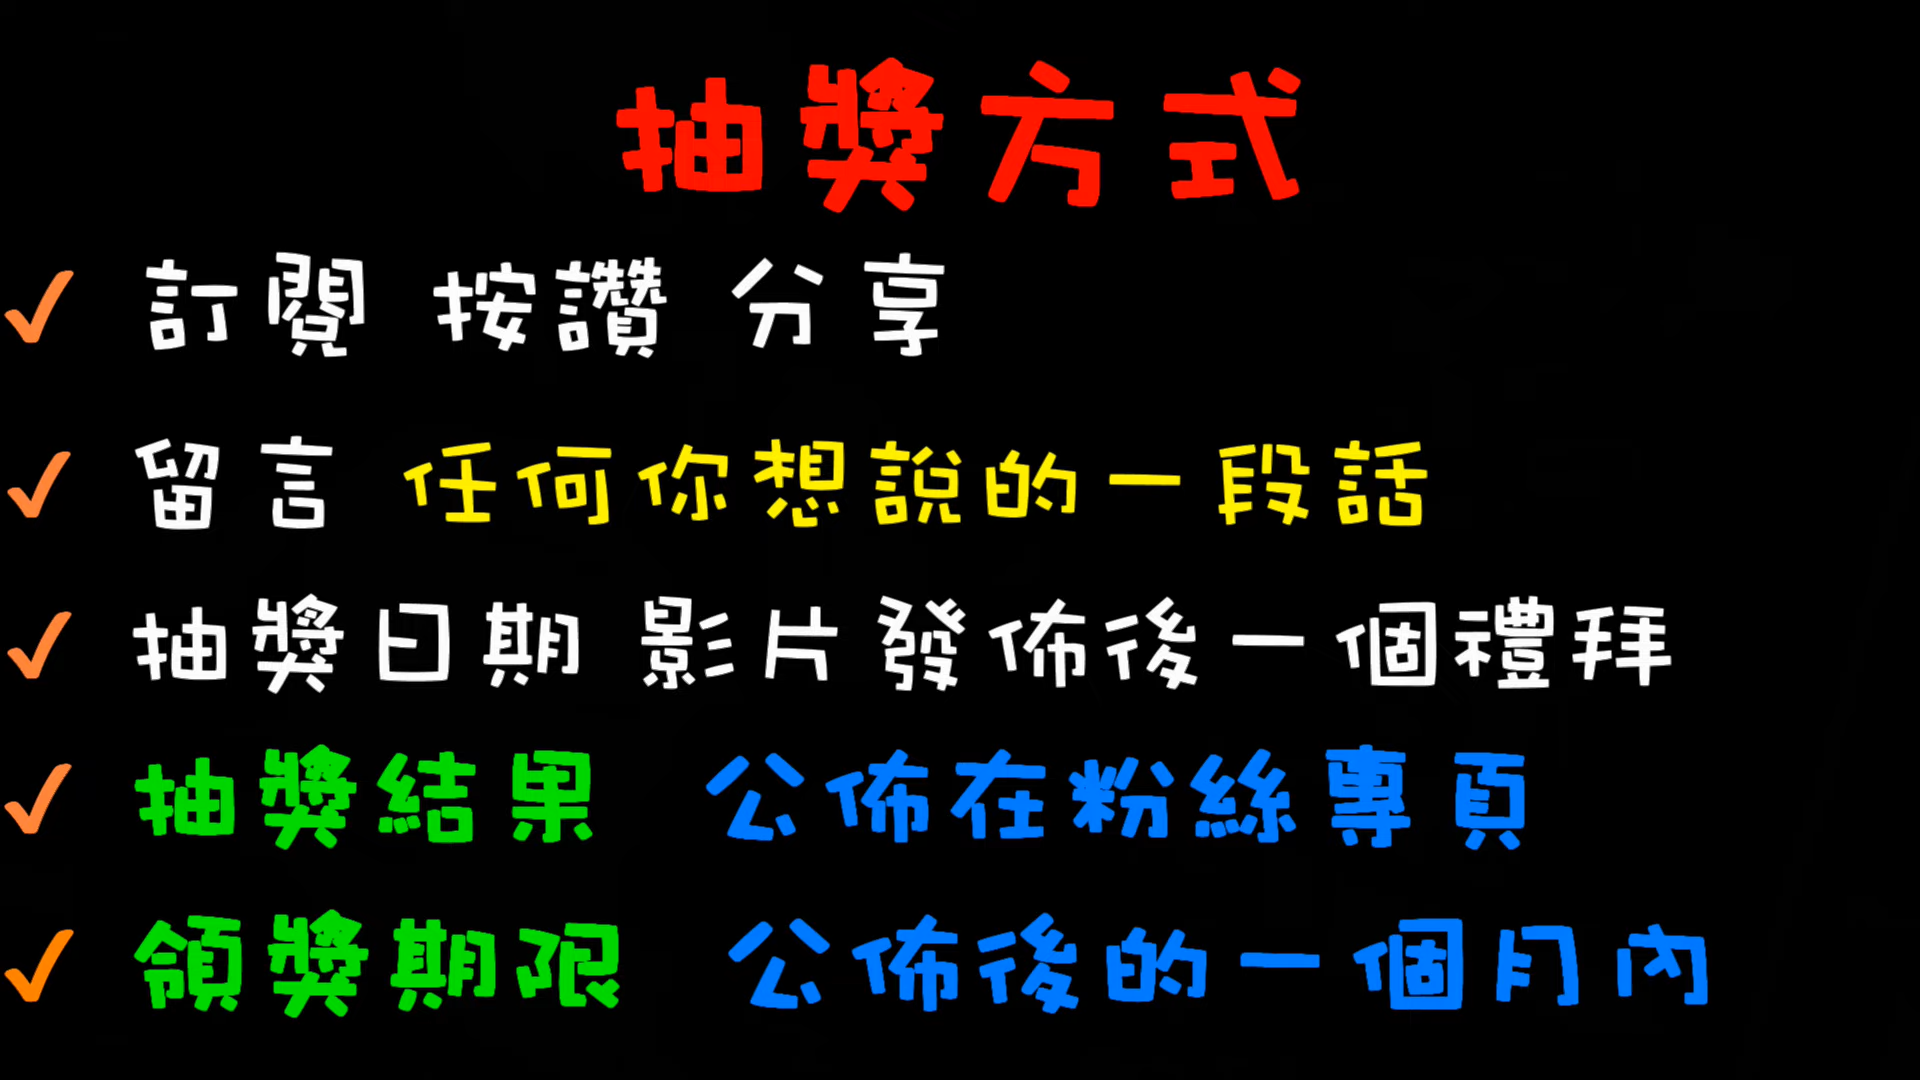 抽獎方式
✓ 訂閱 按讚 分享
✓ 留言 任何你想說的一段話
✓ 抽獎日期 影片發佈後一個禮拜
✓ 抽獎結果 公佈在粉絲專頁
✓ 領獎期限 公佈後的一個月內